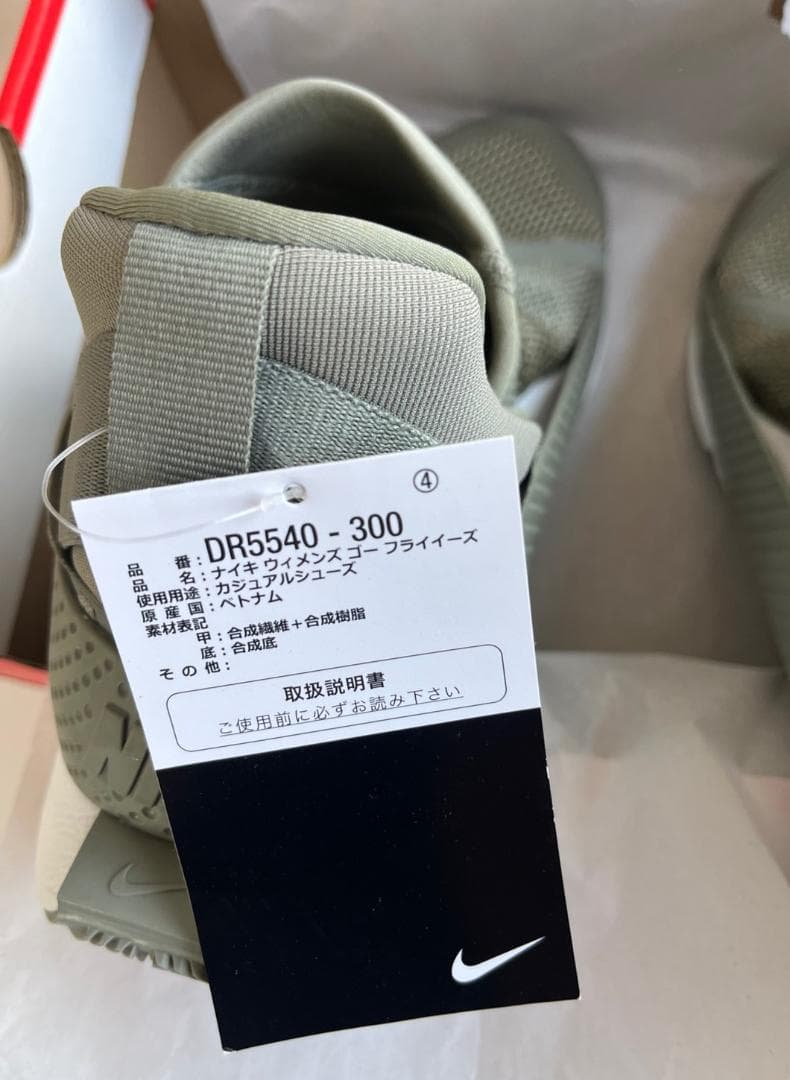 ④
品番：DR5540 - 300
品名：ナイキ ウィメンズ ゴー フライイーズ
使用用途：カジュアルシューズ
原産国：ベトナム
素材表記
甲：合成繊維＋合成樹脂
底：合成底
その他：
取扱説明書
ご使用前に必ずお読み下さい